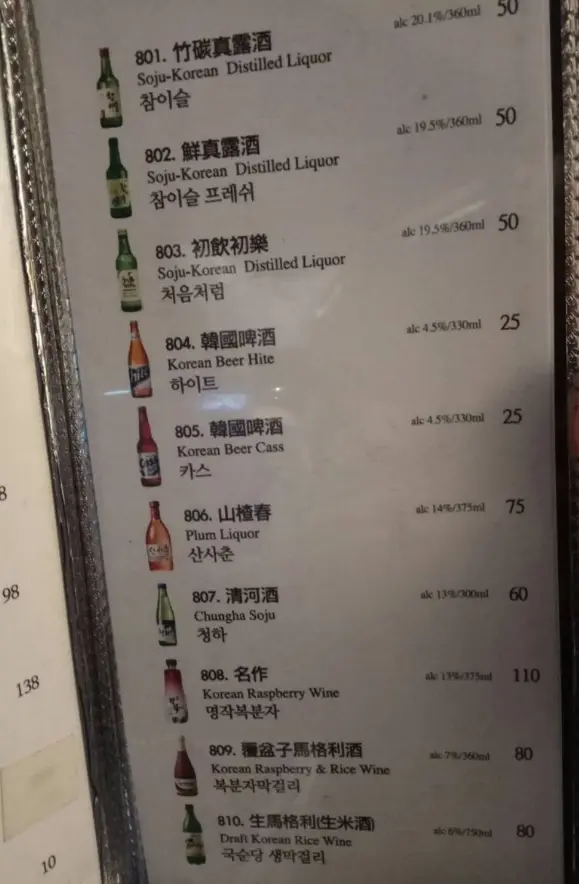 801. 竹碳真露酒 alc 20.1%/360ml 50
Soju-Korean Distilled Liquor
참이슬
802. 鮮真露酒 alc 19.5%/360ml 50
Soju-Korean Distilled Liquor
참이슬 프레쉬
803. 初飲初樂 alc 19.5%/360ml 50
Soju-Korean Distilled Liquor
처음처럼
804. 韓國啤酒 alc 4.5%/330ml 25
Korean Beer Hite
하이트
805. 韓國啤酒 alc 4.5%/330ml 25
Korean Beer Cass
카스
806. 山楂春 alc 14%/375ml 75
Plum Liquor
산사춘
807. 清河酒 alc 13%/300ml 60
Chungha Soju
청하
808. 名作 alc 13%/375ml 110
Korean Raspberry Wine
명작복분자
809. 覆盆子馬格利酒 alc 7%/360ml 80
Korean Raspberry & Rice Wine
복분자막걸리
810. 生馬格利(生米酒) alc 6%/750ml 80
Draft Korean Rice Wine
국순당 생막걸리
8
98
138
10